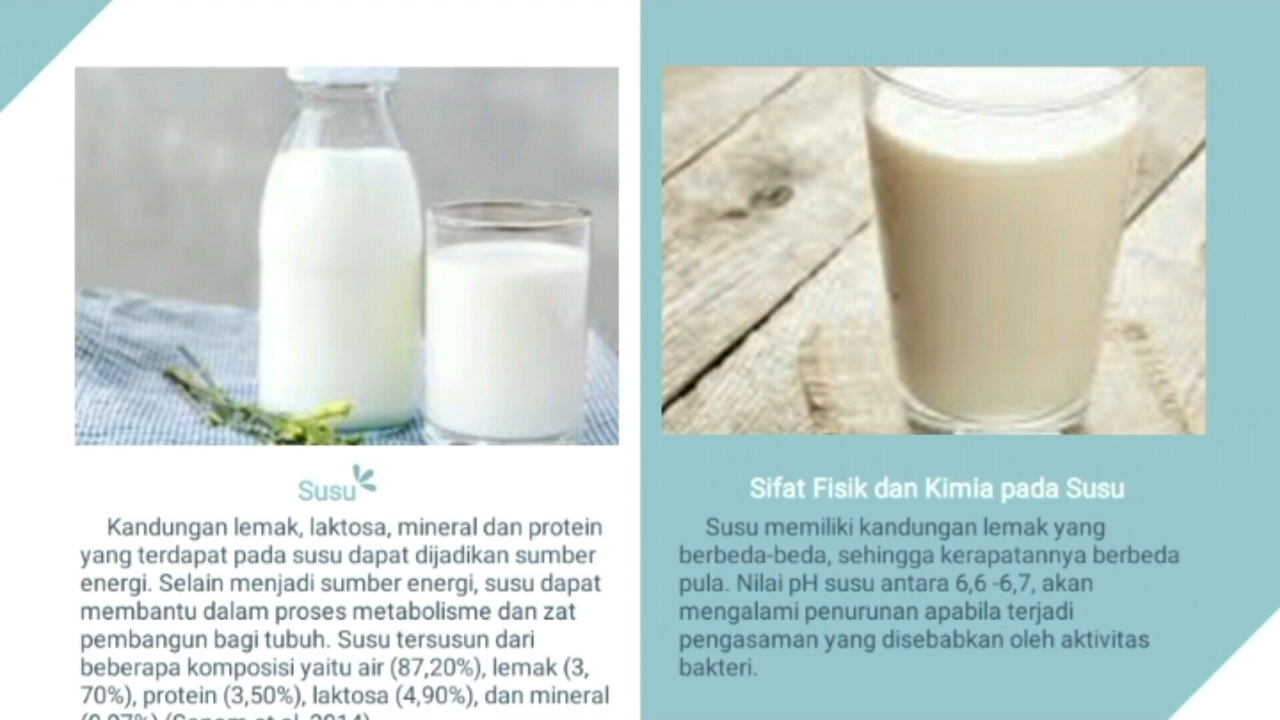 Susu
Kandungan lemak, laktosa, mineral dan protein
yang terdapat pada susu dapat dijadikan sumber
energi. Selain menjadi sumber energi, susu dapat
membantu dalam proses metabolisme dan zat
pembangun bagi tubuh. Susu tersusun dari
beberapa komposisi yaitu air (87,20%), lemak (3,
70%), protein (3,50%), laktosa (4,90%), dan mineral
Sifat Fisik dan Kimia pada Susu
Susu memiliki kandungan lemak yang
berbeda-beda, sehingga kerapatannya berbeda
pula. Nilai pH susu antara 6,6 -6,7, akan
mengalami penurunan apabila terjadi
pengasaman yang disebabkan oleh aktivitas
bakteri.